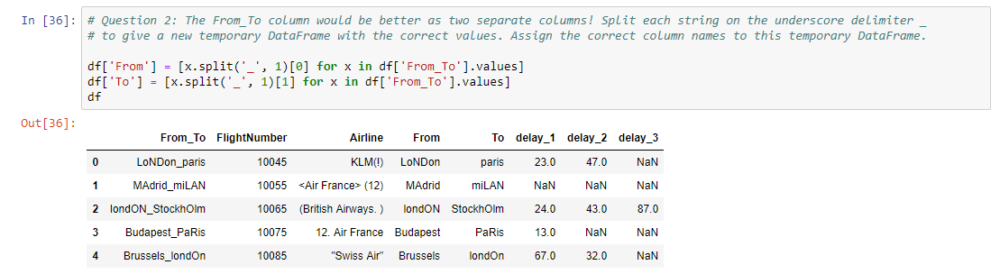 In [36]: # Question 2: The From_To column would be better as two separate columns! Split each string on the underscore delimiter _
# to give a new temporary DataFrame with the correct values. Assign the correct column names to this temporary DataFrame.
df['From'] = [x.split('_', 1)[0] for x in df['From_To'].values]
df['To'] = [x.split('_', 1)[1] for x in df['From_To'].values]
df
Out[36]:
From_To FlightNumber Airline From To delay_1 delay_2 delay_3
0 LoNDon_paris 10045 KLM(!) LoNDon paris 23.0 47.0 NaN
1 MAdrid_miLAN 10055 <Air France> (12) MAdrid miLAN NaN NaN NaN
2 londON_StockhOlm 10065 (British Airways. ) londON StockhOlm 24.0 43.0 87.0
3 Budapest_PaRis 10075 12. Air France Budapest PaRis 13.0 NaN NaN
4 Brussels_londOn 10085 "Swiss Air" Brussels londOn 67.0 32.0 NaN